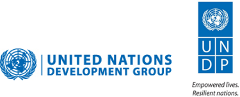 UNITED NATIONS
DEVELOPMENT GROUP
U N
D P
Empowered lives.
Resilient nations.